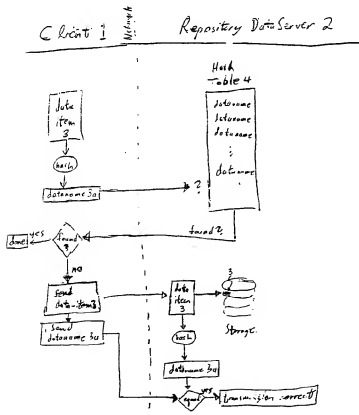 Client 1
Network
Repository Data Server 2
Hash
Table 4
data
item
3
dataname
dataname
dataname
dataname
hash
dataname 3a
?
found?
yes
done
found
?
no
send
data-item 3
send
dataname 3a
data
item
3
3
Storage
hash
dataname 3a
equal
yes
transmission correct